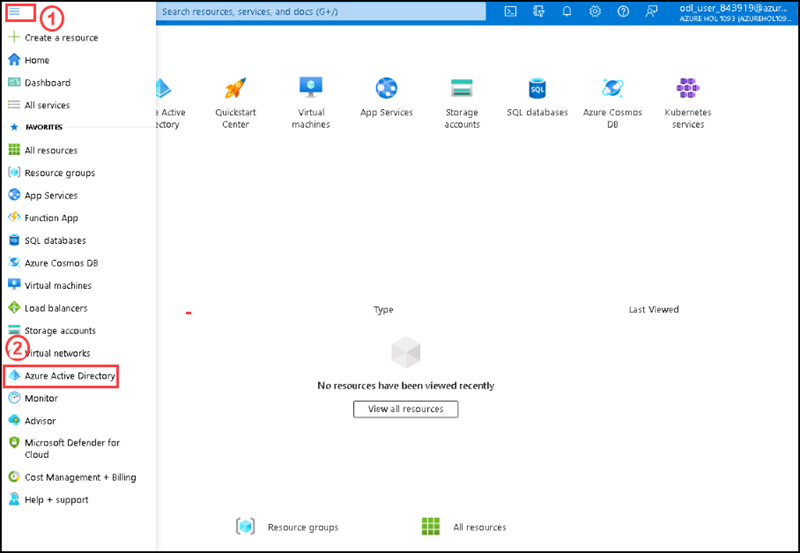 1
Search resources, services, and docs (G+/)
odl_user_843919@azur...
AZURE HOL 1093 (AZUREHOL109...
Create a resource
Home
Dashboard
All services
FAVORITES
All resources
Resource groups
App Services
Function App
SQL databases
Azure Cosmos DB
Virtual machines
Load balancers
Storage accounts
2
Virtual networks
Azure Active Directory
Monitor
Advisor
Microsoft Defender for
Cloud
Cost Management + Billing
Help + support
e Active
ectory
Quickstart
Center
Virtual
machines
App Services
Storage
accounts
SQL
SQL databases
Azure Cosmos
DB
Kubernetes
services
Type
Last Viewed
No resources have been viewed recently
View all resources
Resource groups
All resources